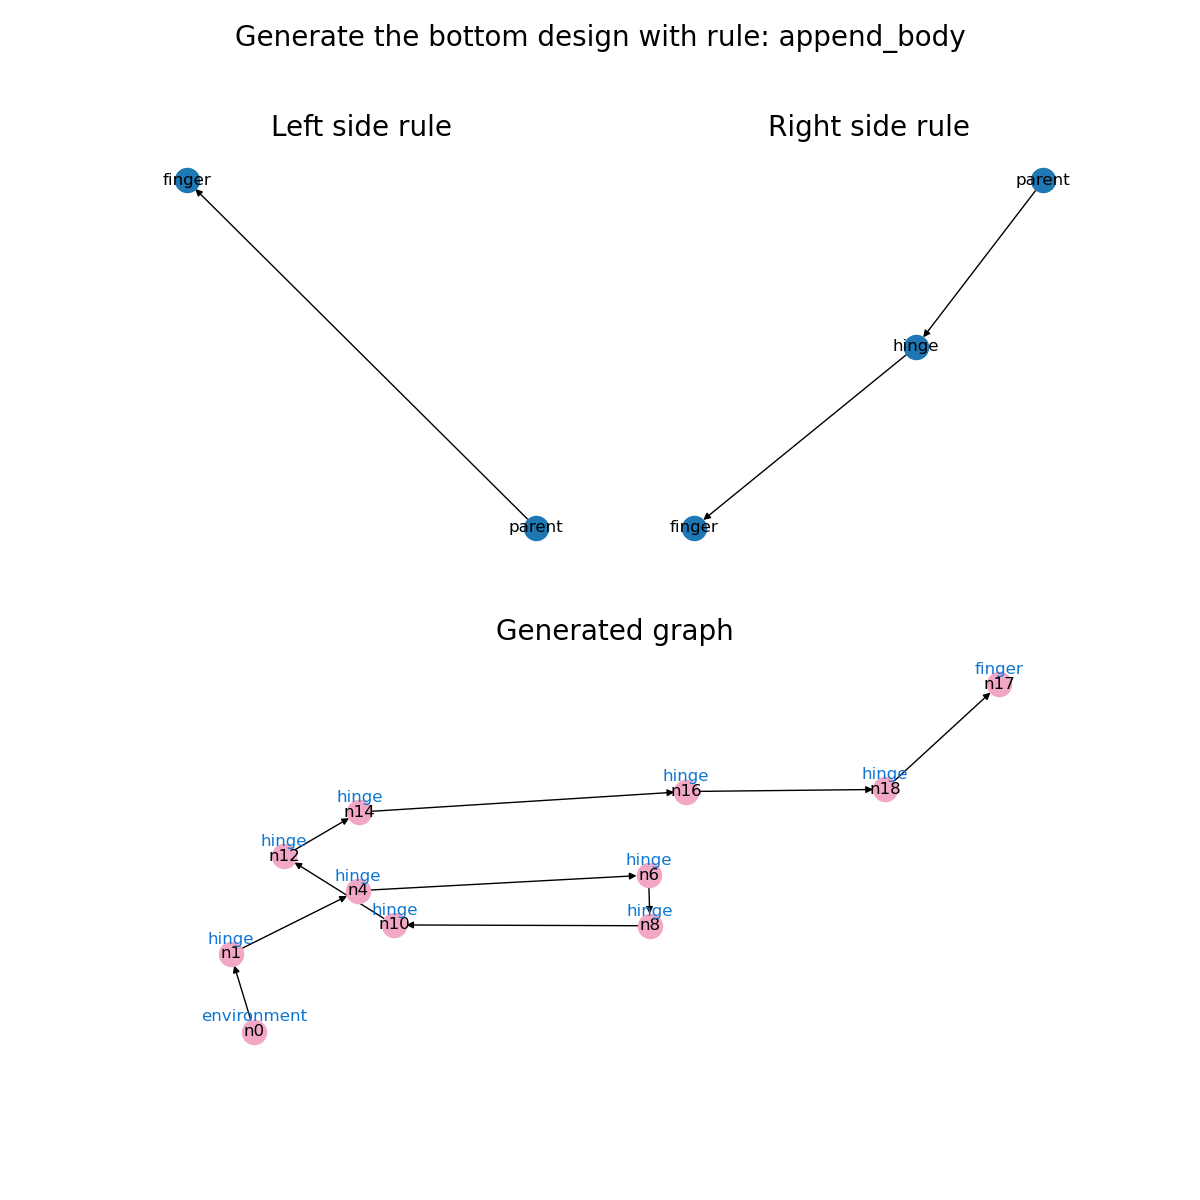 Generate the bottom design with rule: append_body
Left side rule
Right side rule
finger
parent
hinge
parent
finger
Generated graph
finger
n17
hinge
n18
hinge
n16
hinge
n14
hinge
n12
hinge
n6
hinge
n4
hinge
n10
hinge
n8
hinge
n1
environment
n0